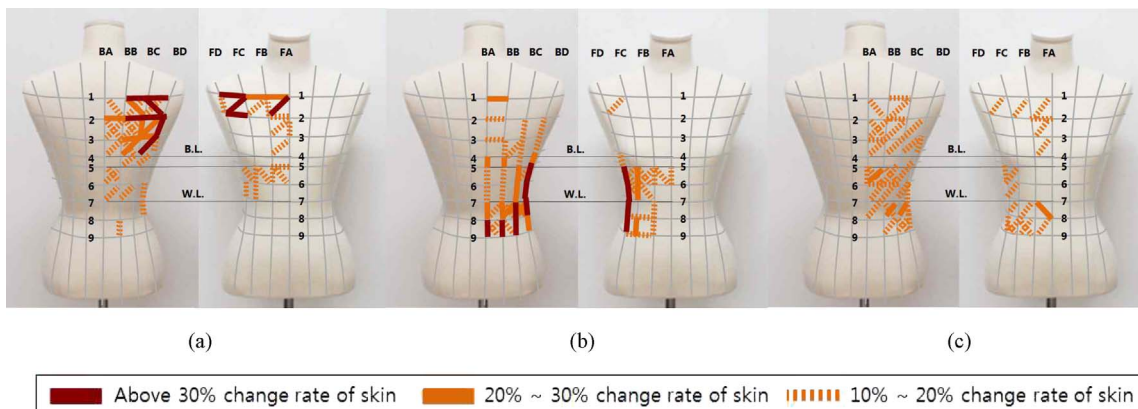 BA BB BC BD FD FC FB FA BA BB BC BD FD FC FB FA BA BB BC BD FD FC FB FA
1 1 1 1 1 1
2 2 2 2 2 2
3 3 3 3 3 3
4 B.L. 4 4 B.L. 4 4 B.L. 4
5 5 5 5 5 5
6 6 6 6 6 6
7 W.L. 7 7 W.L. 7 7 W.L. 7
8 8 8 8 8 8
9 9 9 9 9 9
(a) (b) (c)
Above 30% change rate of skin 20% ~ 30% change rate of skin 10% ~ 20% change rate of skin